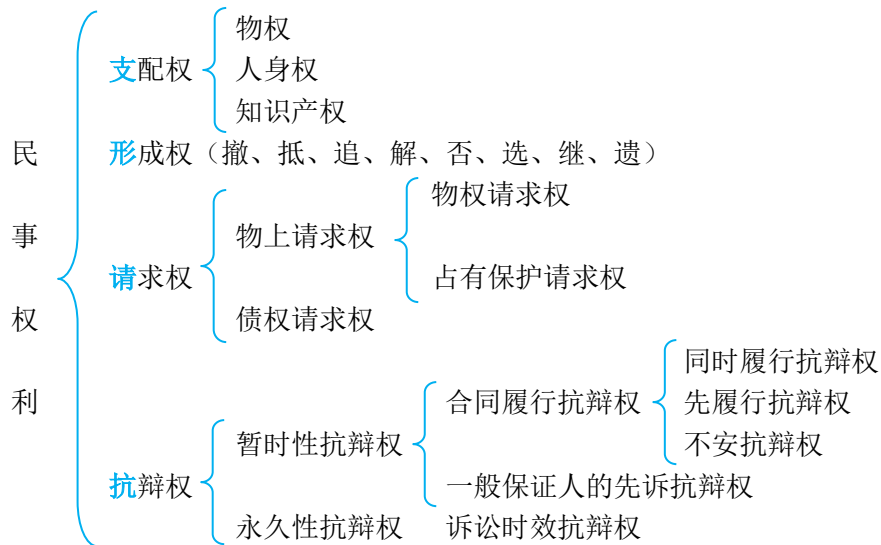 民事权利
支配权
物权
人身权
知识产权
形成权（撤、抵、追、解、否、选、继、遗）
请求权
物上请求权
物权请求权
占有保护请求权
债权请求权
抗辩权
暂时性抗辩权
合同履行抗辩权
同时履行抗辩权
先履行抗辩权
不安抗辩权
一般保证人的先诉抗辩权
永久性抗辩权 诉讼时效抗辩权